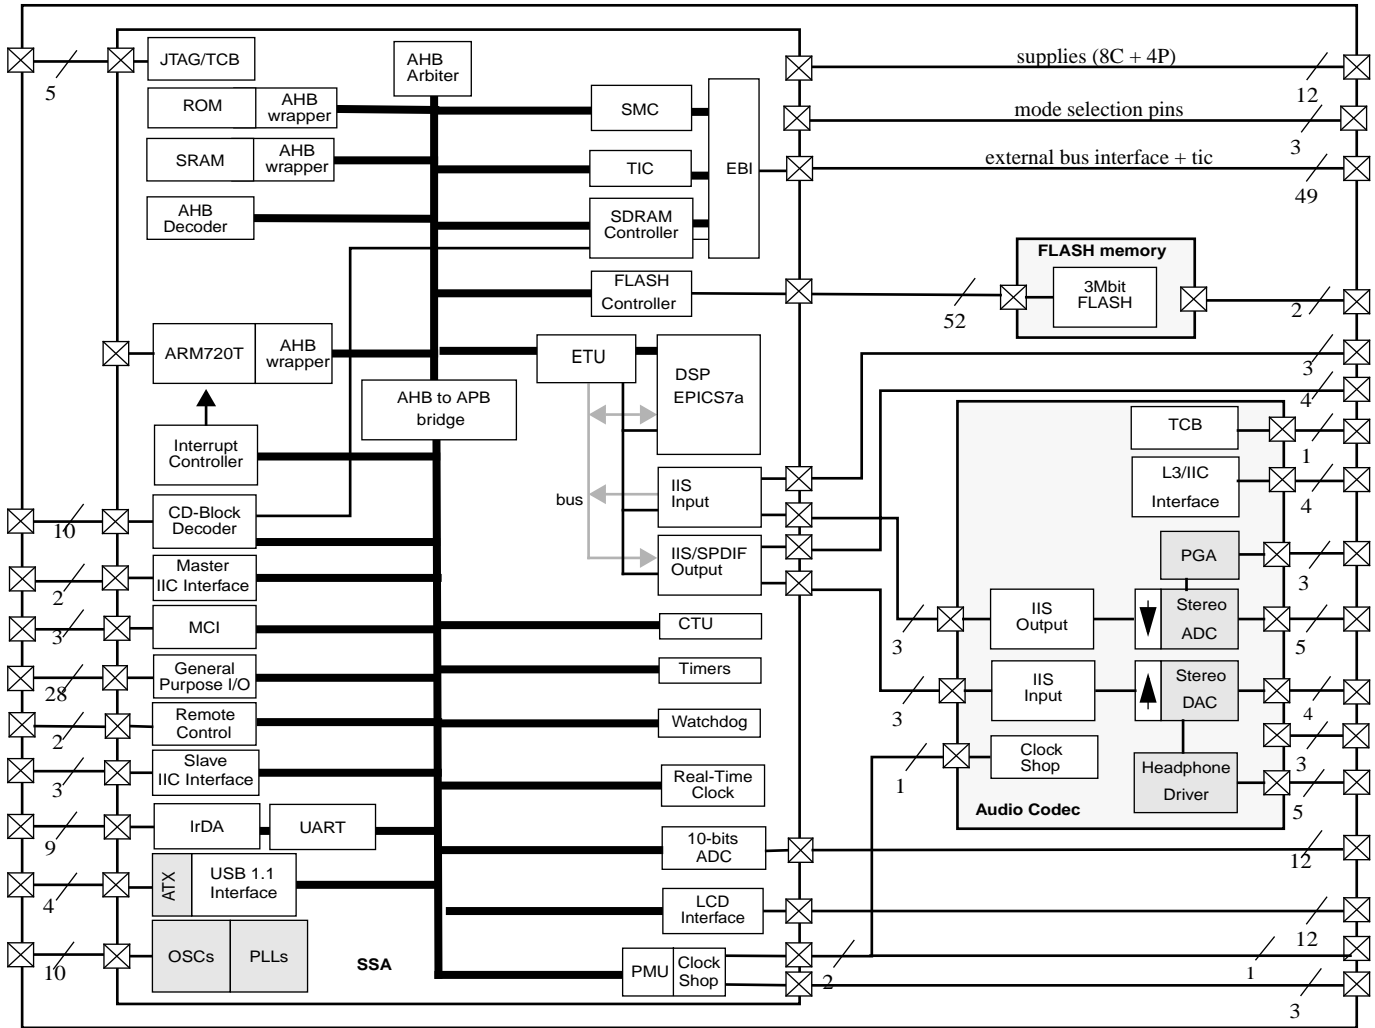 JTAG/TCB
AHB
Arbiter
supplies (8C + 4P)
5
12
ROM
AHB
wrapper
SMC
mode selection pins
3
SRAM
AHB
wrapper
TIC
EBI
external bus interface + tic
49
AHB
Decoder
SDRAM
Controller
FLASH memory
FLASH
Controller
3Mbit
FLASH
52
2
ARM720T
AHB
wrapper
ETU
DSP
EPICS7a
3
4
AHB to APB
bridge
TCB
1
Interrupt
Controller
L3/IIC
Interface
4
IIS
Input
bus
CD-Block
Decoder
10
IIS/SPDIF
Output
PGA
3
Master
IIC Interface
2
IIS
Output
Stereo
ADC
3
5
MCI
3
CTU
General
Purpose I/O
28
Timers
IIS
Input
Stereo
DAC
3
4
Remote
Control
2
Watchdog
Clock
Shop
1
3
Slave
IIC Interface
3
Real-Time
Clock
Headphone
Driver
5
Audio Codec
IrDA
UART
9
10-bits
ADC
12
ATX
USB 1.1
Interface
4
LCD
Interface
12
OSCs
PLLs
10
SSA
PMU
Clock
Shop
2
1
3